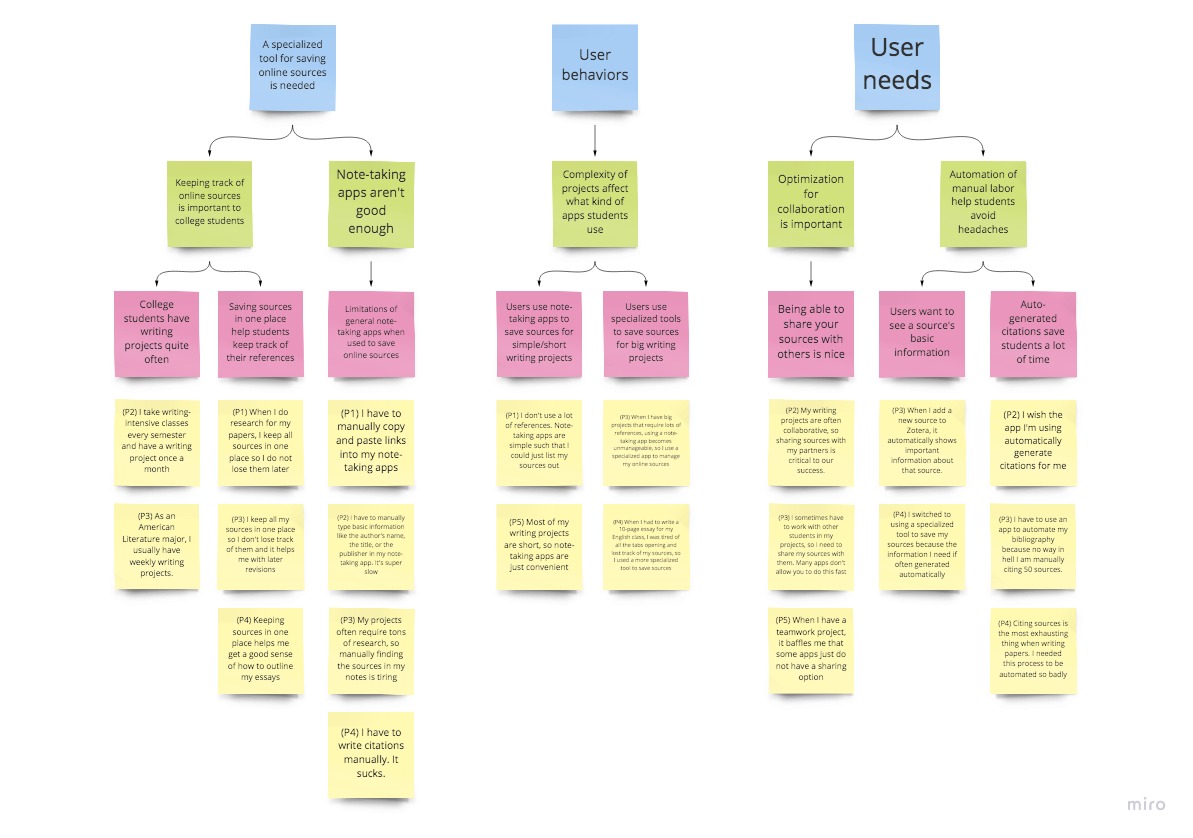 A specialized
tool for saving
online sources
is needed
User
behaviors
User
needs
Keeping track of
online sources
is important to
college students
Note-taking
apps aren't
good
enough
Complexity of
projects affect
what kind of
apps students
use
Optimization
for
collaboration
is important
Automation of
manual labor
help students
avoid
headaches
College
students have
writing
projects quite
often
Saving sources
in one place
help students
keep track of
their references
Limitations of
general note-
taking apps when
used to save
online sources
Users use note-
taking apps to
save sources for
simple/short
writing projects
Users use
specialized tools
to save sources
for big writing
projects
Being able to
share your
sources with
others is nice
Users want to
see a source's
basic
information
Auto-
generated
citations save
students a lot
of time
(P2) I take writing-
intensive classes
every semester
and have a writing
project once a
month
(P1) When I do
research for my
papers, I keep all
sources in one
place so I do not
lose them later
(P1) I have to
manually copy
and paste links
into my note-
taking apps
(P1) I don't use a lot
of references. Note-
taking apps are
simple such that I
could just list my
sources out
(P3) When I have big
projects that require lots of
references, using a note-
taking app becomes
unmanageable, so I use a
specialized app to manage
my online sources
(P2) My writing
projects are often
collaborative, so
sharing sources with
my partners is
critical to our
success.
(P3) When I add a
new source to
Zotera, it
automatically shows
important
information about
that source.
(P2) I wish the
app I'm using
automatically
generate
citations for me
(P3) As an
American
Literature major, I
usually have
weekly writing
projects.
(P3) I keep all my
sources in one place
so I don't lose track
of them and it helps
me with later
revisions
(P2) I have to manually
type basic information
like the author's name,
the title, or the
publisher in my note-
taking app. It's super
slow
(P5) Most of my
writing projects
are short, so note-
taking apps are
just convenient
(P4) When I had to write a
10-page essay for my
English class, I was tired of
all the tabs opening and
lost track of my sources, so
I used a more specialized
tool to save sources
(P3) I sometimes have
to work with other
students in my
projects, so I need to
share my sources with
them. Many apps don't
allow you to do this fast
(P4) I switched to
using a specialized
tool to save my
sources because the
information I need if
often generated
automatically
(P3) I have to use an
app to automate my
bibliography
because no way in
hell I am manually
citing 50 sources.
(P4) Keeping
sources in one
place helps me
get a good sense
of how to outline
my essays
(P3) My projects
often require tons
of research, so
manually finding
the sources in my
notes is tiring
(P5) When I have a
teamwork project,
it baffles me that
some apps just do
not have a sharing
option
(P4) Citing sources is
the most exhausting
thing when writing
papers. I needed
this process to be
automated so badly
(P4) I have to
write citations
manually. It
sucks.
miro